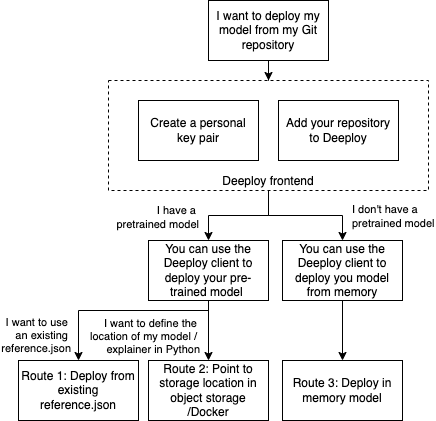 I want to deploy my
model from my Git
repository
Create a personal
key pair
Add your repository
to Deeploy
Deeploy frontend
I have a
pretrained model
I don't have a
pretrained model
You can use the
Deeploy client to
deploy your pre-
trained model
You can use the
Deeploy client to
deploy you model
from memory
I want to use
an existing
reference.json
I want to define the
location of my model /
explainer in Python
Route 1: Deploy from
existing
reference.json
Route 2: Point to
storage location in
object storage
/Docker
Route 3: Deploy in
memory model